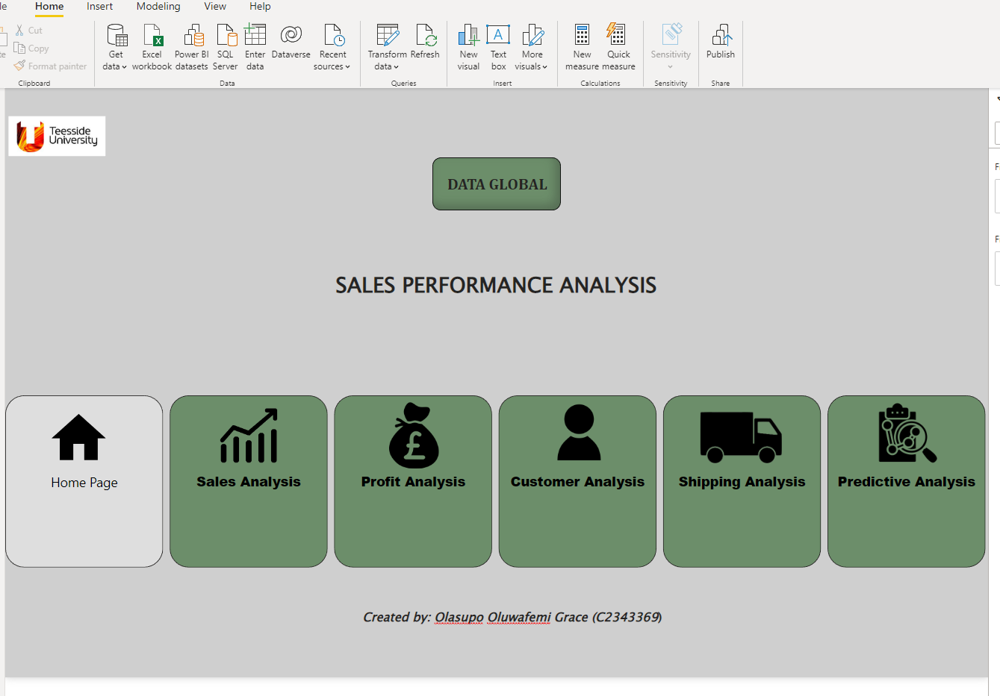 Home Insert Modeling View Help
Cut
Copy
Format painter
Clipboard
Get data
Excel workbook
Power BI datasets
SQL Server
Enter data
Dataverse
Recent sources
Data
Transform data
Refresh
Queries
New visual
Text box
More visuals
Insert
New measure
Quick measure
Calculations
Sensitivity
Sensitivity
Publish
Share
Teesside
University
DATA GLOBAL
SALES PERFORMANCE ANALYSIS
Home Page
£
Sales Analysis
Profit Analysis
Customer Analysis
Shipping Analysis
Predictive Analysis
Created by: Olasupo Oluwafemi Grace (C2343369)